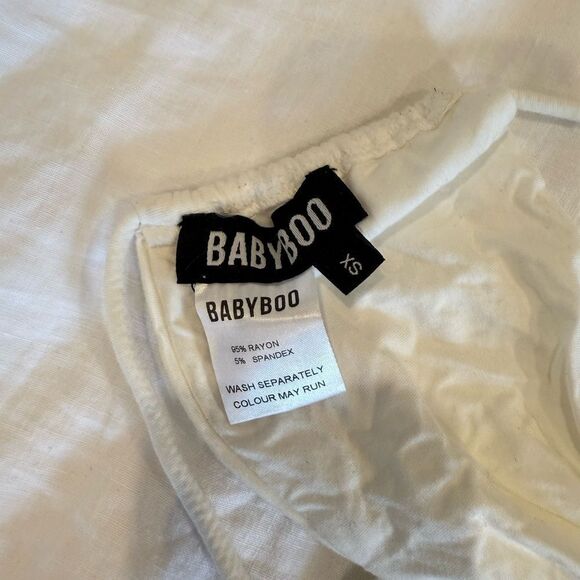 BABYBOO
XS
BABYBOO
95% RAYON
5% SPANDEX
WASH SEPARATELY
COLOUR MAY RUN